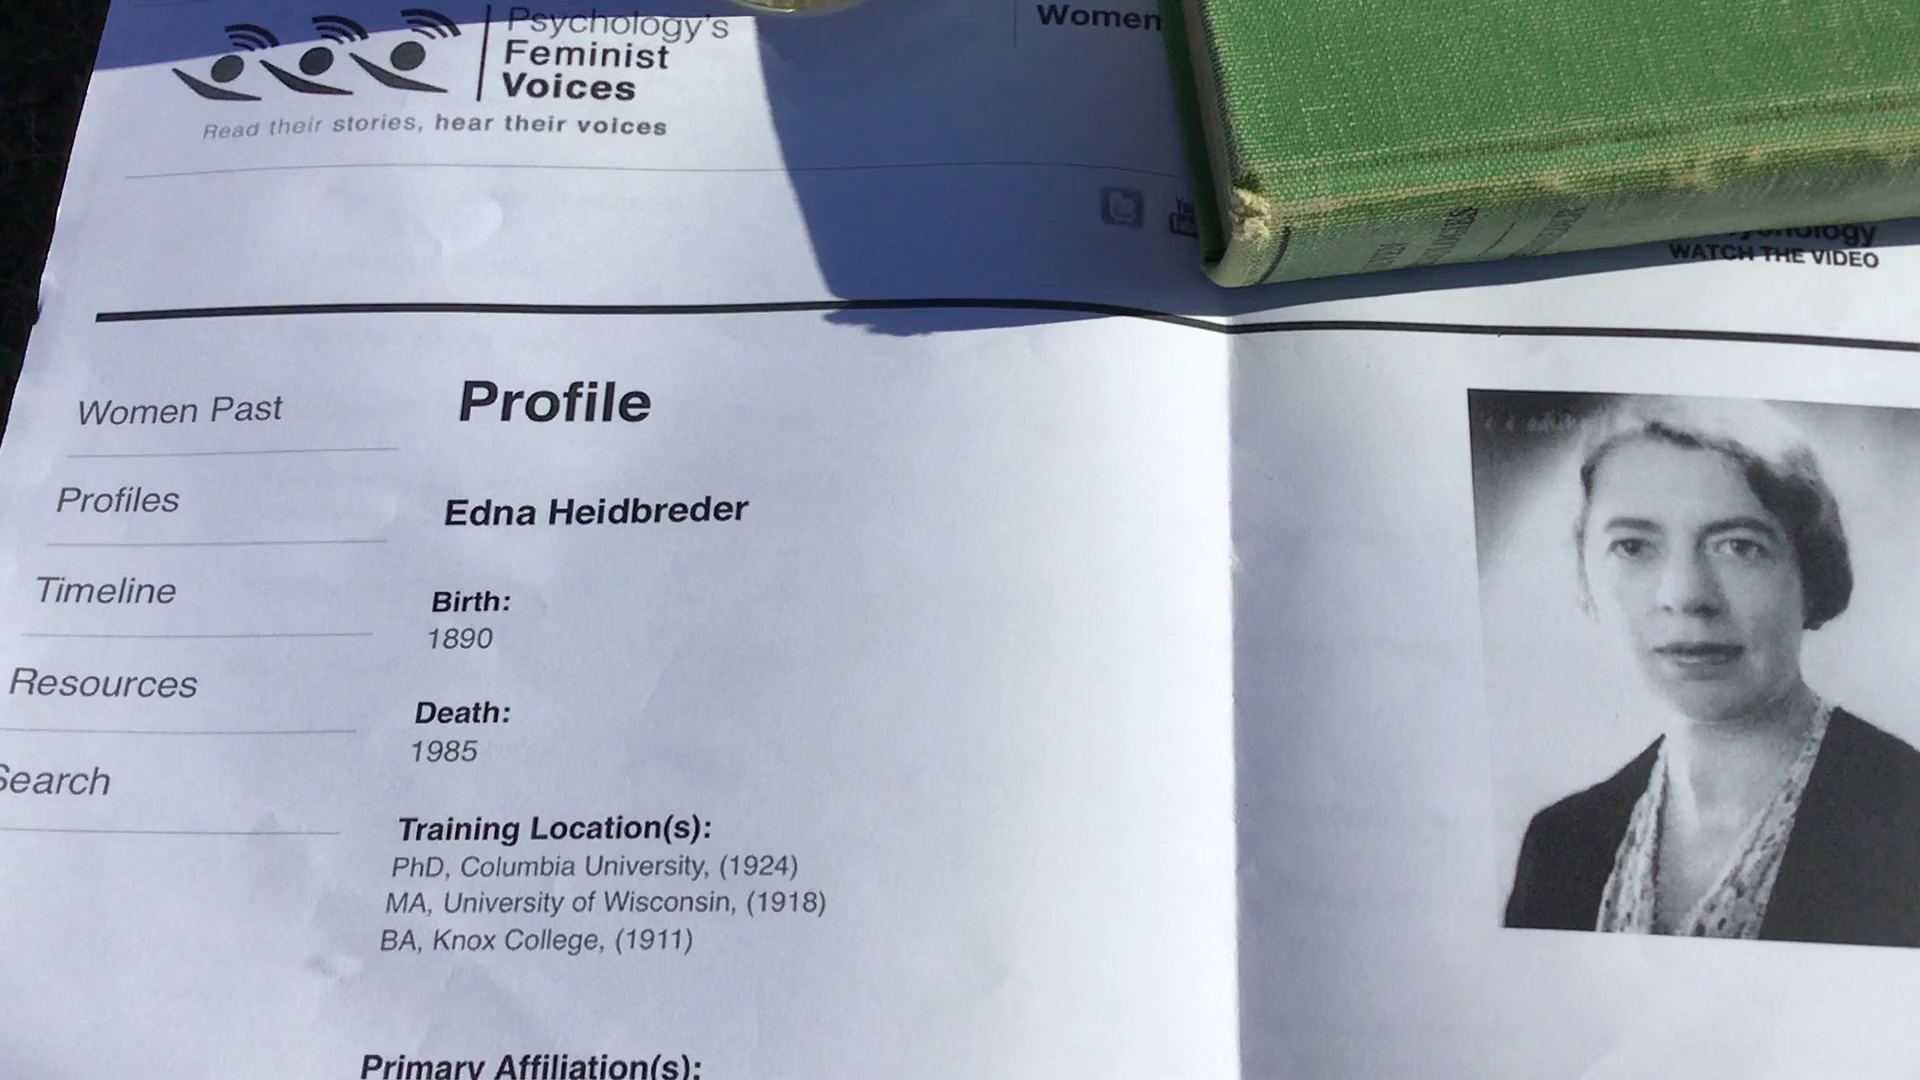 Psychology's
Feminist
Voices
Read their stories, hear their voices
Women
WATCH THE VIDEO
Women Past
Profiles
Timeline
Resources
Search
Profile
Edna Heidbreder
Birth:
1890
Death:
1985
Training Location(s):
PhD, Columbia University, (1924)
MA, University of Wisconsin, (1918)
BA, Knox College, (1911)
Primary Affiliation(s):